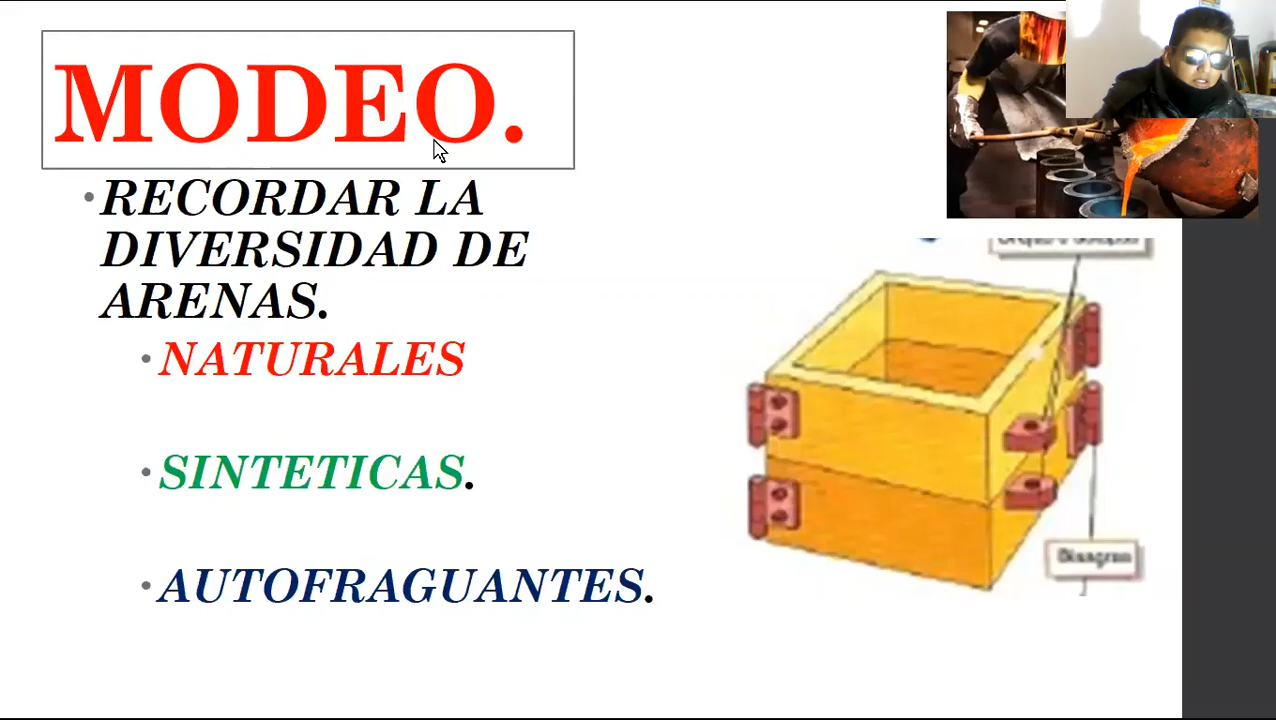 MODEO.
RECORDAR LA
DIVERSIDAD DE
ARENAS.
NATURALES
SINTETICAS.
AUTOFRAGUANTES.